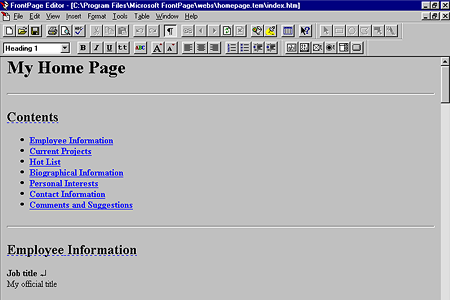 FrontPage Editor - [C:\Program Files\Microsoft FrontPage\webs\homepage.tem\index.htm]
File Edit View Go Insert Format Tools Table Window Help
Heading 1
My Home Page
Contents
Employee Information
Current Projects
Hot List
Biographical Information
Personal Interests
Contact Information
Comments and Suggestions
Employee Information
Job title
My official title